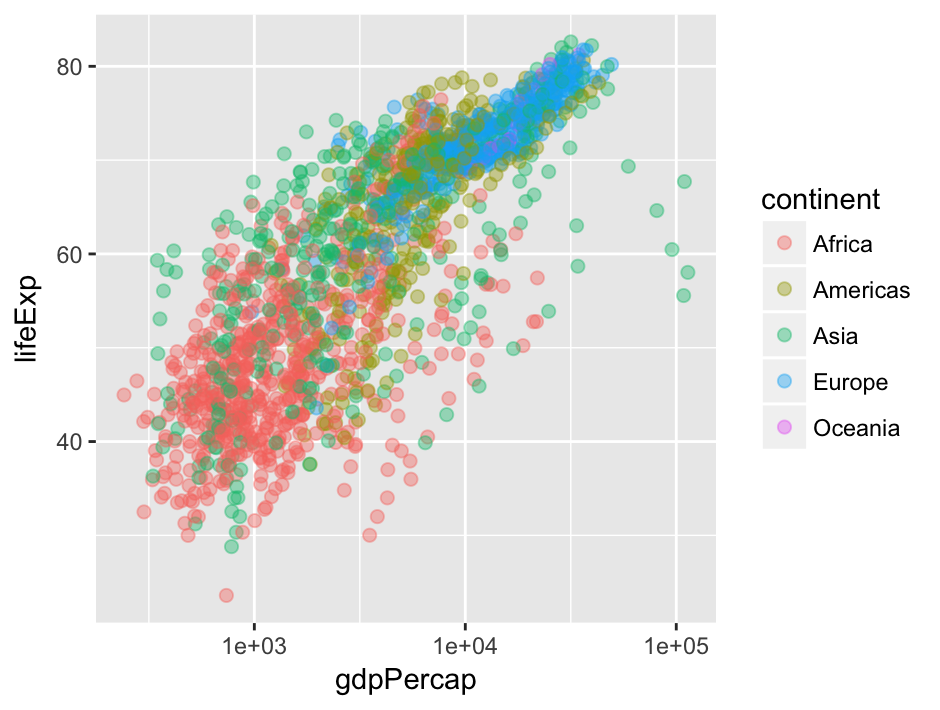 80
60
40
lifeExp
1e+03
1e+04
1e+05
gdpPercap
continent
Africa
Americas
Asia
Europe
Oceania